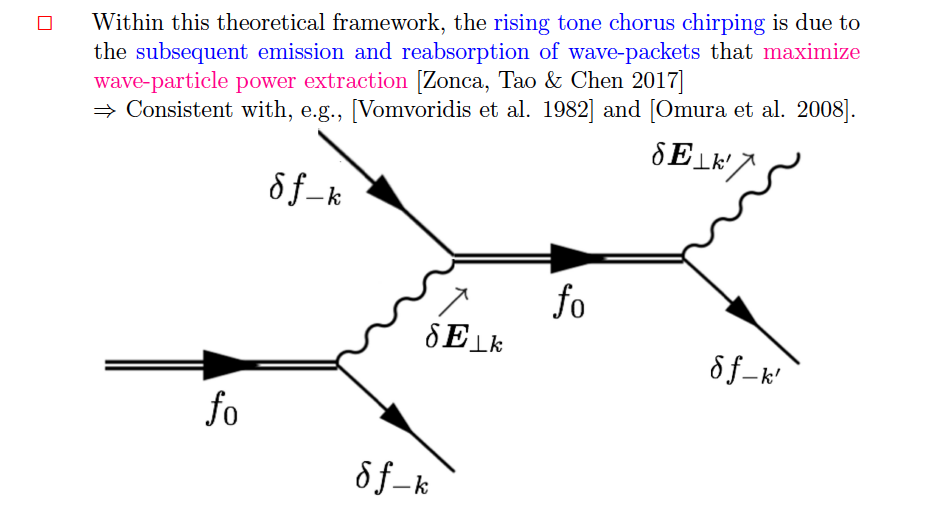 Within this theoretical framework, the rising tone chorus chirping is due to
the subsequent emission and reabsorption of wave-packets that maximize
wave-particle power extraction [Zonca, Tao & Chen 2017]
⇒ Consistent with, e.g., [Vomvoridis et al. 1982] and [Omura et al. 2008].
δE⊥k′
δf−k
f0
δE⊥k
δf−k′
f0
δf−k